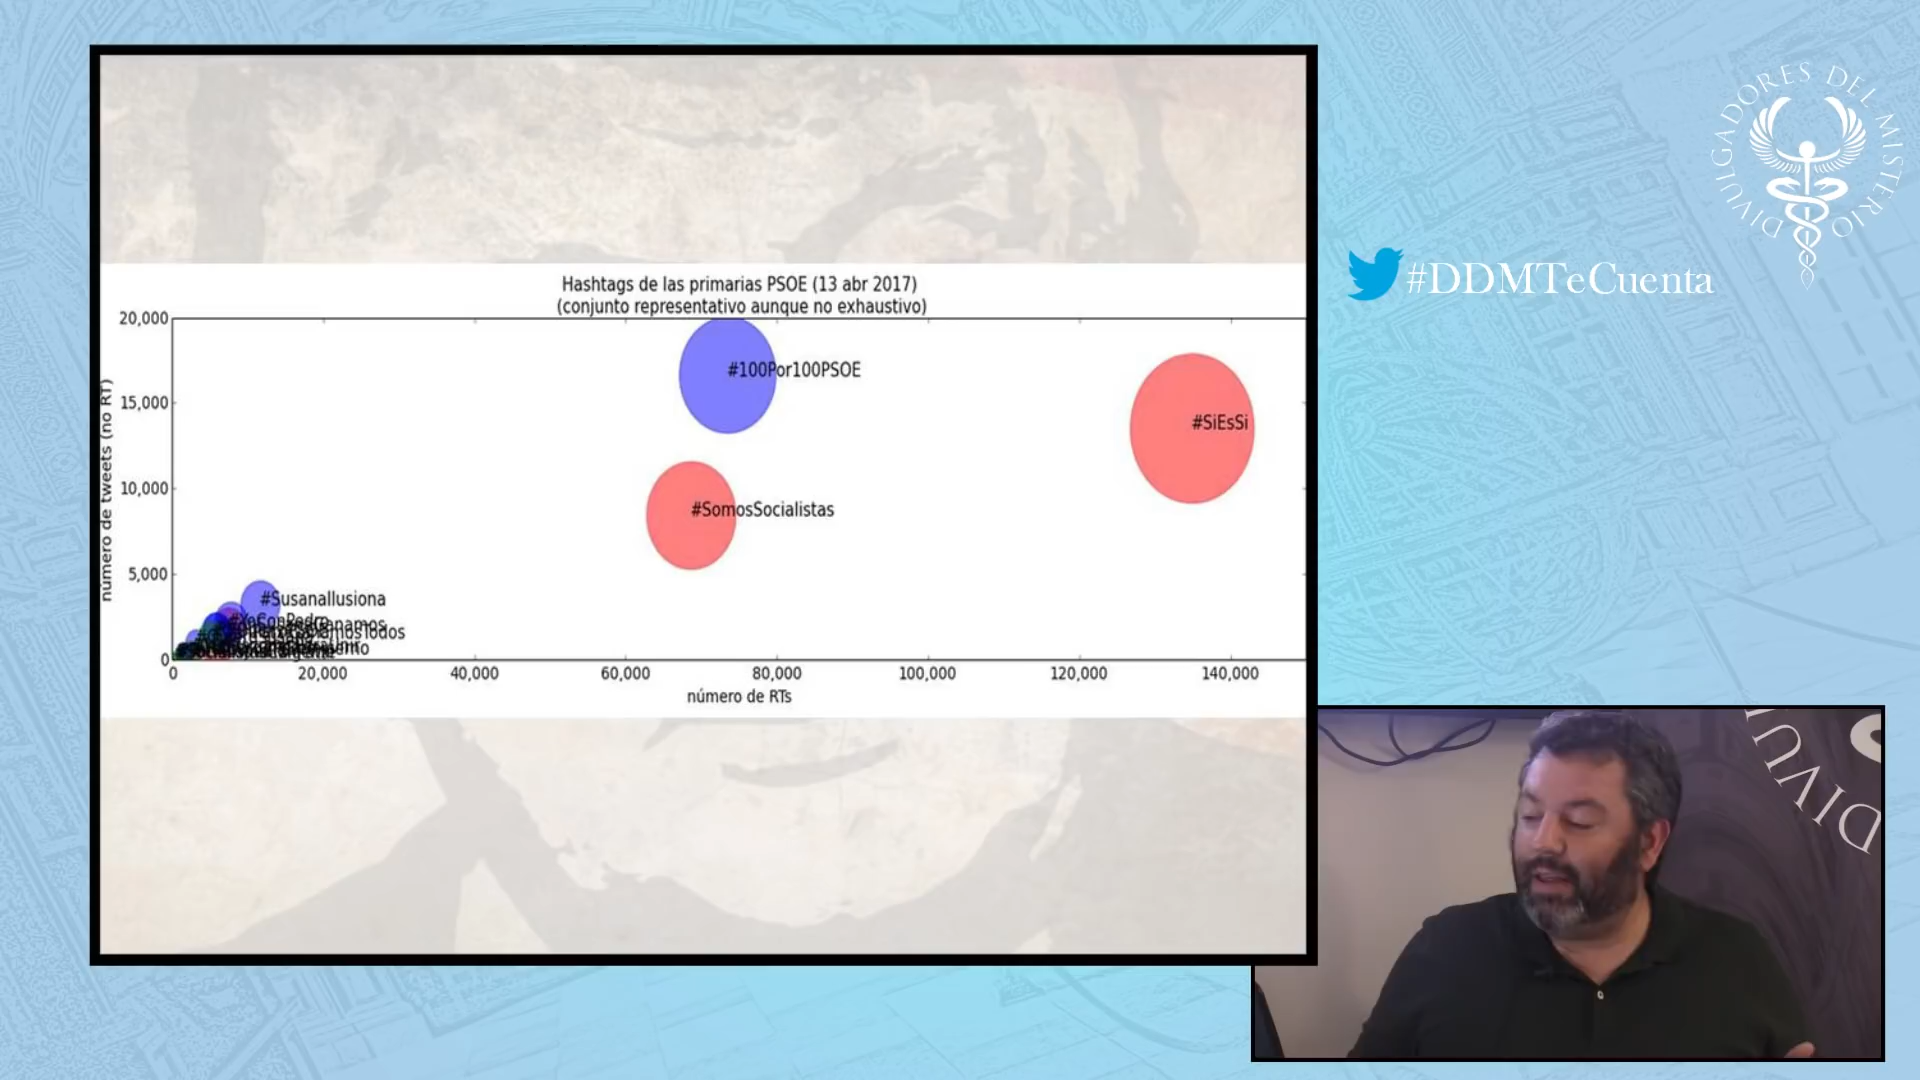 DIVULGADORES DEL MISTERIO
#DDMTeCuenta
Hashtags de las primarias PSOE (13 abr 2017)
(conjunto representativo aunque no exhaustivo)
número de tweets (no RT)
20,000
15,000
10,000
5,000
0
#100Por100PSOE
#SiEsSi
#SomosSocialistas
#SusanaIlusiona
#YoConPedro
0 20,000 40,000 60,000 80,000 100,000 120,000 140,000
número de RTs
DIVU